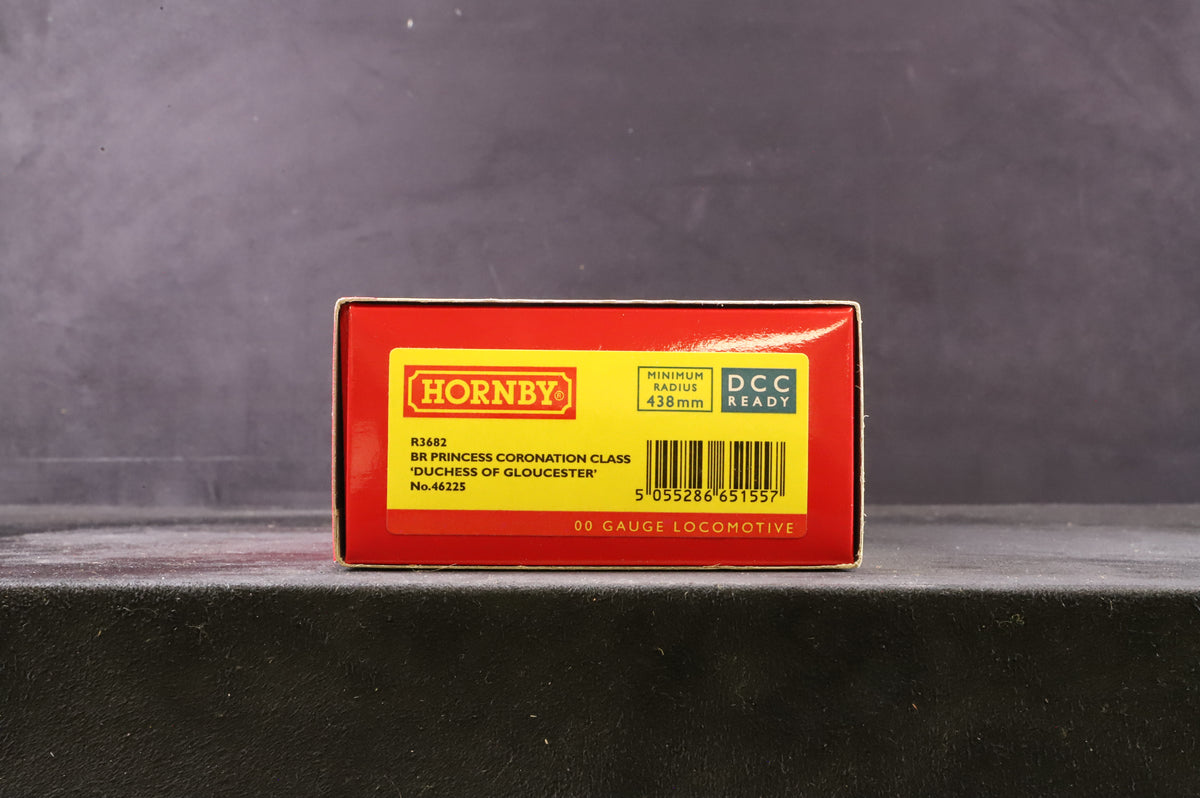 HORNBY®
MINIMUM
RADIUS
438mm
DCC
READY
R3682
BR PRINCESS CORONATION CLASS
‘DUCHESS OF GLOUCESTER’
No.46225
5 055286 651557
00 GAUGE LOCOMOTIVE